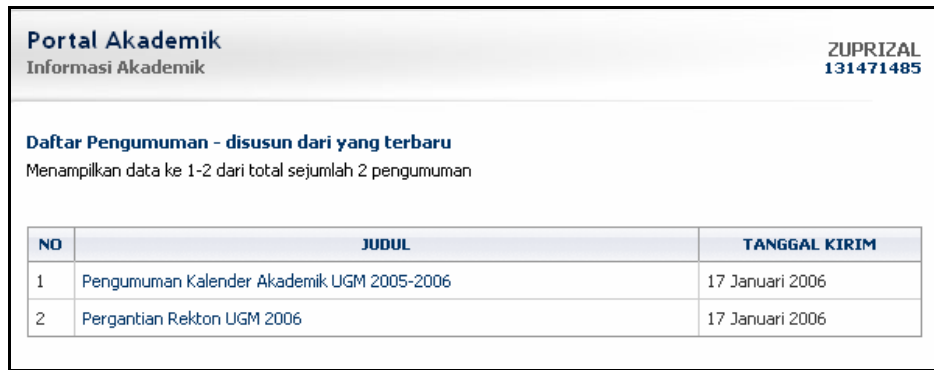 Portal Akademik
Informasi Akademik
ZUPRIZAL
131471485
Daftar Pengumuman - disusun dari yang terbaru
Menampilkan data ke 1-2 dari total sejumlah 2 pengumuman
NO JUDUL TANGGAL KIRIM
1 Pengumuman Kalender Akademik UGM 2005-2006 17 Januari 2006
2 Pergantian Rekton UGM 2006 17 Januari 2006